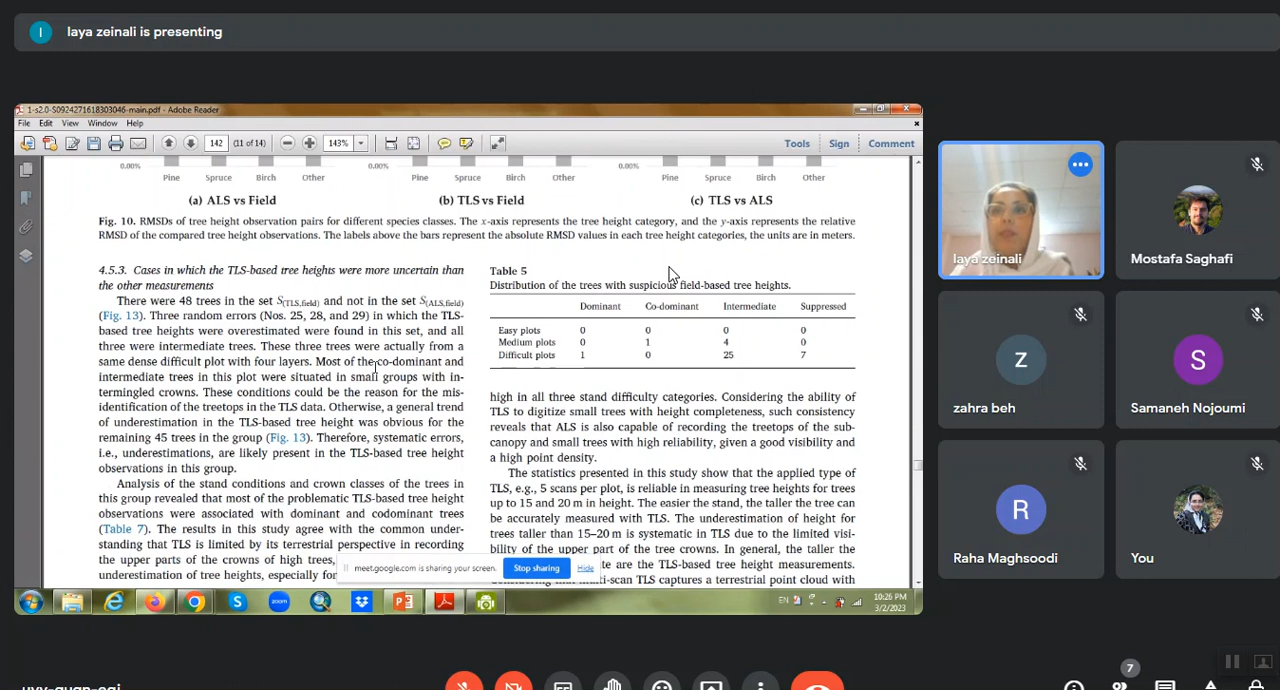 laya zeinali is presenting
1-s2.0-S0924271618303046-main.pdf - Adobe Reader
File Edit View Window Help
142 (11 of 14) 143% Tools Sign Comment
0.00% 0.00% 0.00%
Pine Spruce Birch Other Pine Spruce Birch Other Pine Spruce Birch Other
(a) ALS vs Field (b) TLS vs Field (c) TLS vs ALS
Fig. 10. RMSDs of tree height observation pairs for different species classes. The x-axis represents the tree height category, and the y-axis represents the relative
RMSD of the compared tree height observations. The labels above the bars represent the absolute RMSD values in each tree height categories, the units are in meters.
4.5.3. Cases in which the TLS-based tree heights were more uncertain than
the other measurements
There were 48 trees in the set S(TLS,field) and not in the set S(ALS,field)
(Fig. 13). Three random errors (Nos. 25, 28, and 29) in which the TLS-
based tree heights were overestimated were found in this set, and all
three were intermediate trees. These three trees were actually from a
same dense difficult plot with four layers. Most of the co-dominant and
intermediate trees in this plot were situated in small groups with in-
termingled crowns. These conditions could be the reason for the mis-
identification of the treetops in the TLS data. Otherwise, a general trend
of underestimation in the TLS-based tree height was obvious for the
remaining 45 trees in the group (Fig. 13). Therefore, systematic errors,
i.e., underestimations, are likely present in the TLS-based tree height
observations in this group.
Analysis of the stand conditions and crown classes of the trees in
this group revealed that most of the problematic TLS-based tree height
observations were associated with dominant and codominant trees
(Table 7). The results in this study agree with the common under-
standing that TLS is limited by its terrestrial perspective in recording
the upper parts of the crowns of high trees,
underestimation of tree heights, especially for
Table 5
Distribution of the trees with suspicious field-based tree heights.
Dominant Co-dominant Intermediate Suppressed
Easy plots 0 0 0 0
Medium plots 0 1 4 0
Difficult plots 1 0 25 7
high in all three stand difficulty categories. Considering the ability of
TLS to digitize small trees with height completeness, such consistency
reveals that ALS is also capable of recording the treetops of the sub-
canopy and small trees with high reliability, given a good visibility and
a high point density.
The statistics presented in this study show that the applied type of
TLS, e.g., 5 scans per plot, is reliable in measuring tree heights for trees
up to 15 and 20 m in height. The easier the stand, the taller the tree can
be accurately measured with TLS. The underestimation of height for
trees taller than 15–20 m is systematic in TLS due to the limited visi-
bility of the upper part of the tree crowns. In general, the taller the
are the TLS-based tree height measurements.
TLS captures a terrestrial point cloud with
meet.google.com is sharing your screen. Stop sharing Hide
zoom
EN
10:26 PM
3/2/2023
laya zeinali
Mostafa Saghafi
Z
zahra beh
S
Samaneh Nojoumi
R
Raha Maghsoodi
You
7